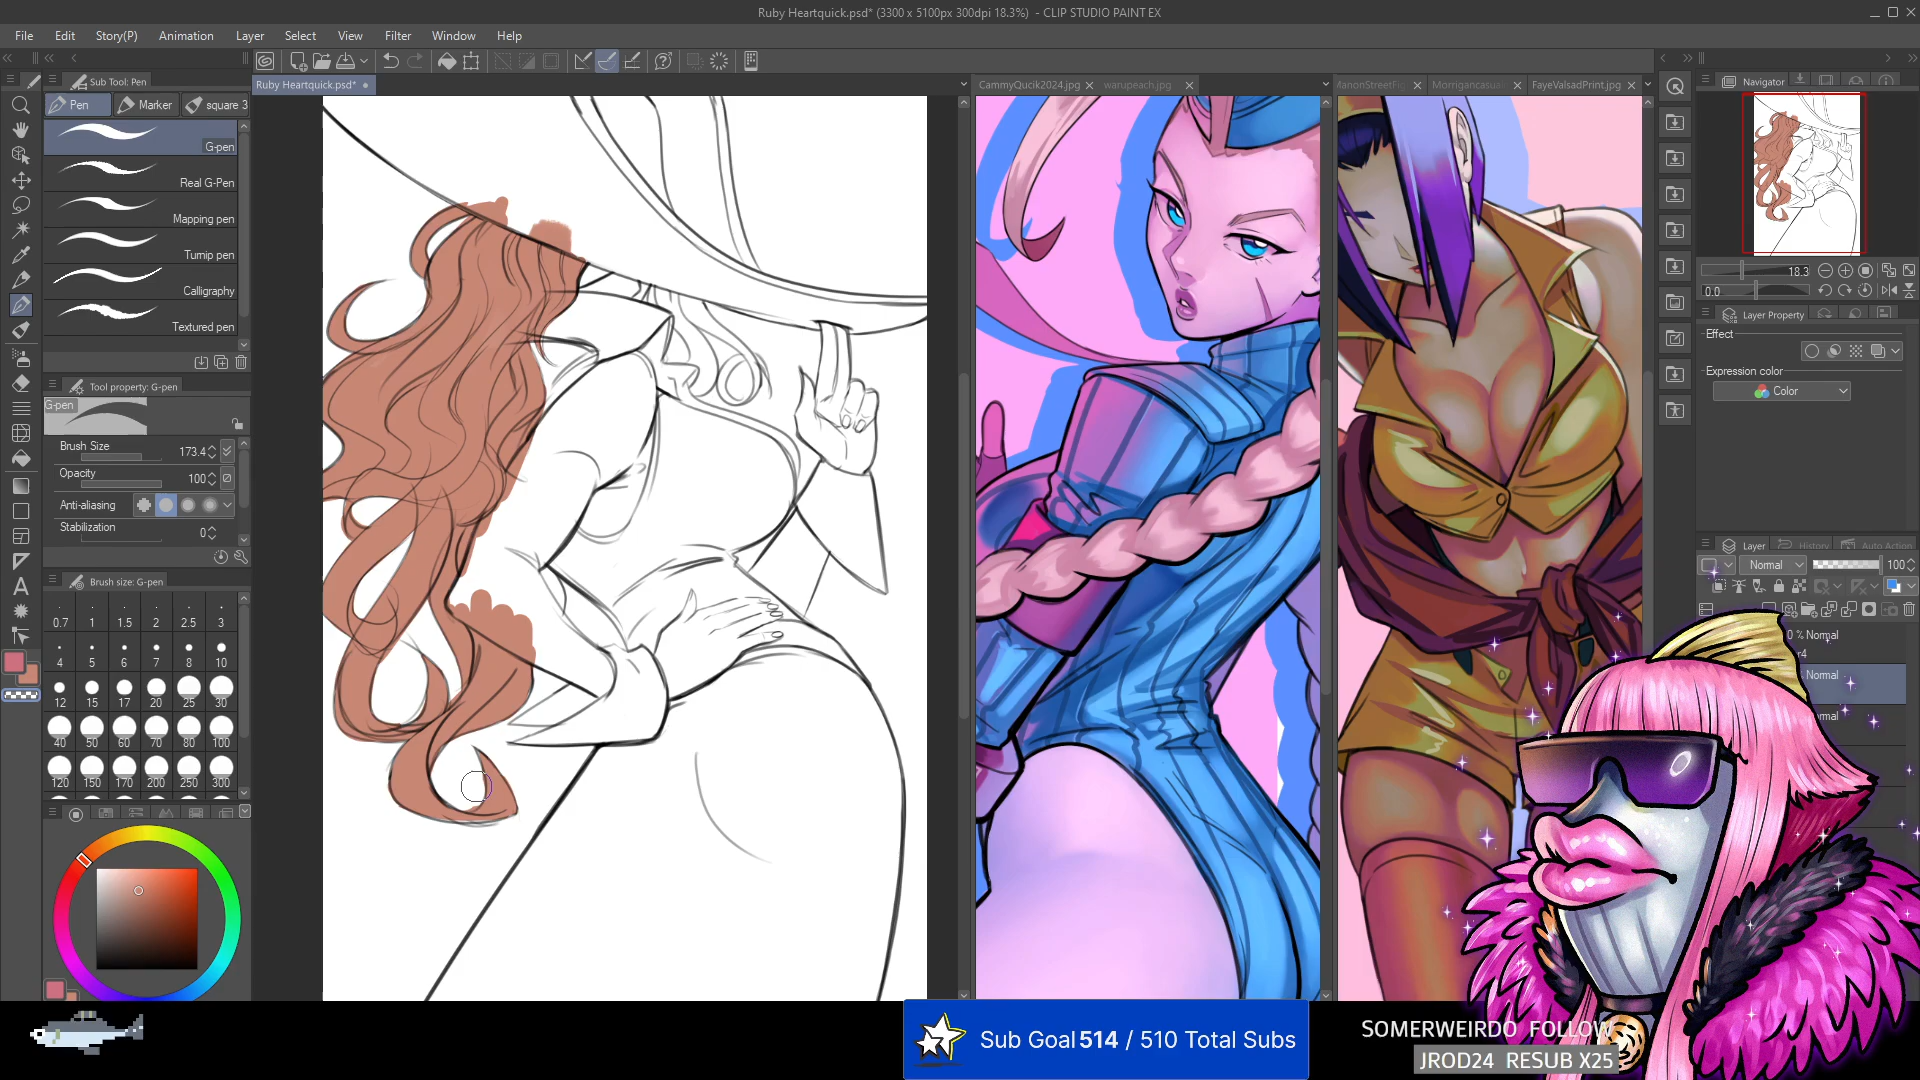 Ruby Heartquick.psd* (3300 x 5100px 300dpi 18.3%) - CLIP STUDIO PAINT EX
File Edit Story(P) Animation Layer Select View Filter Window Help
Sub Tool: Pen
Pen Marker square 3
G-pen
Real G-Pen
Mapping pen
Turnip pen
Calligraphy
Textured pen
Tool property: G-pen
G-pen
Brush Size 173.4
Opacity 100
Anti-aliasing
Stabilization 0
Brush size: G-pen
0.7 1 1.5 2 2.5 3
4 5 6 7 8 10
12 15 17 20 25 30
40 50 60 70 80 100
120 150 170 200 250 300
Ruby Heartquick.psd*
CammyQucik2024.jpg warupeach.jpg
Morrigancasu FayeValsadPrint.jpg
Navigator
18.3
0.0
Layer Property
Effect
Expression color
Color
Layer History Auto Action
Normal 100
0 % Normal
r4
Normal
Sub Goal 514 / 510 Total Subs
SOMERWEIRDO FOLLOW
JROD24 RESUB X25